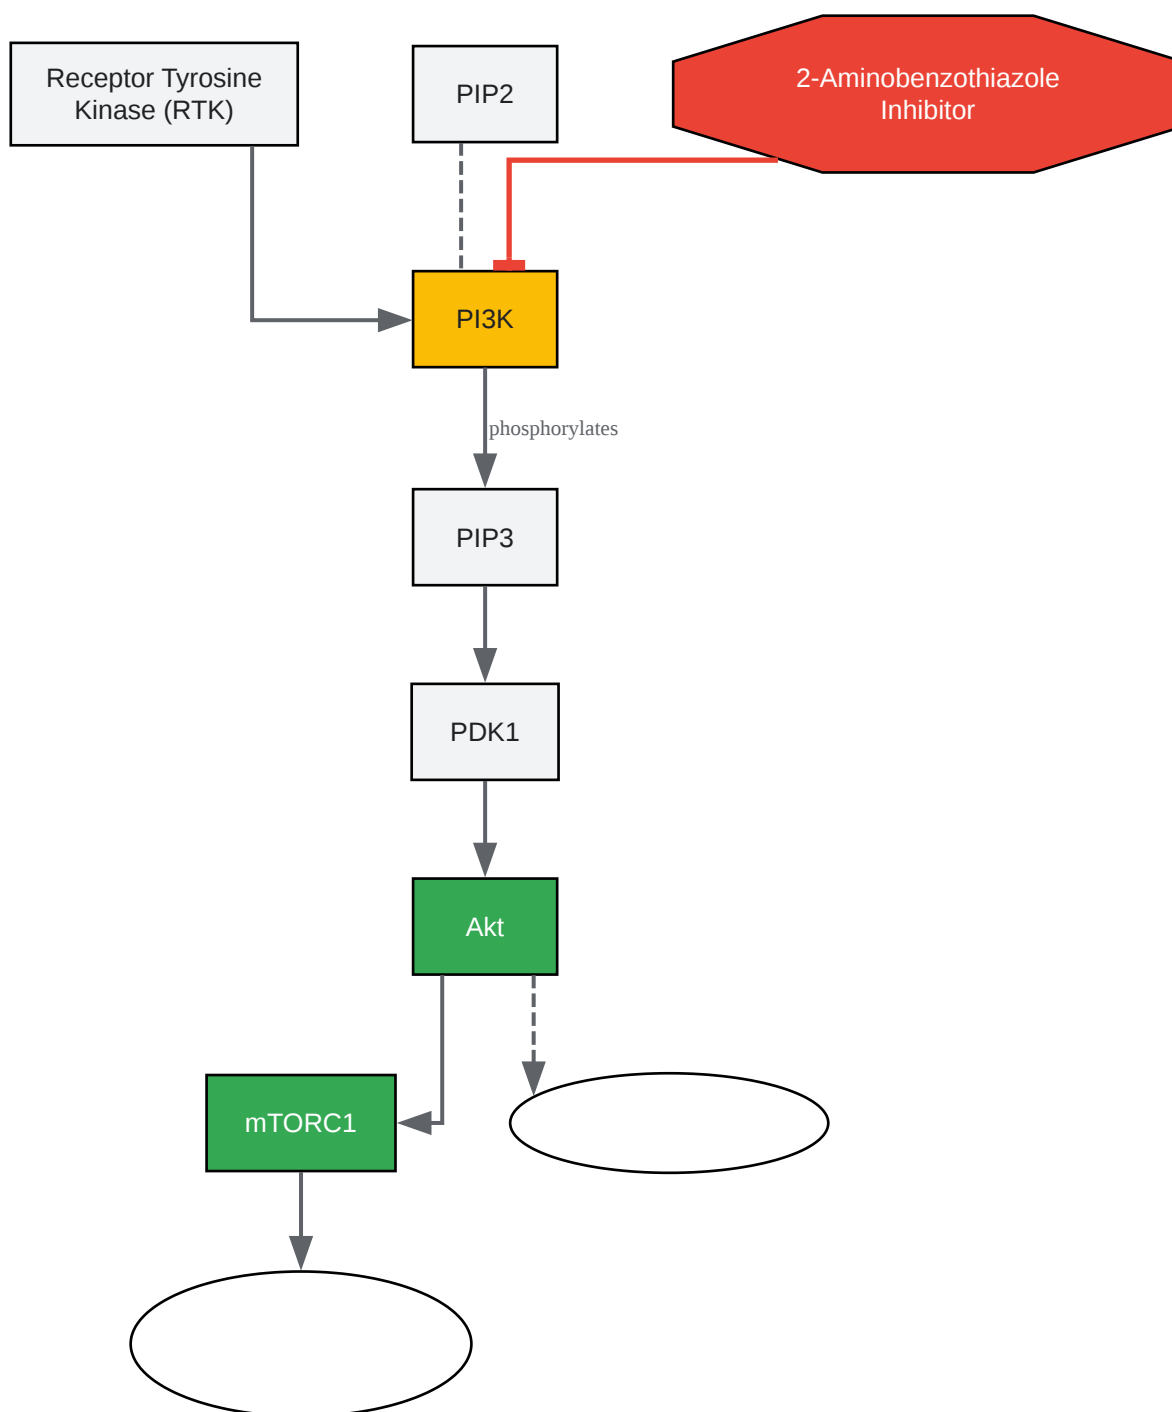 Receptor Tyrosine
Kinase (RTK)
PIP2
2-Aminobenzothiazole
Inhibitor
PI3K
phosphorylates
PIP3
PDK1
Akt
mTORC1